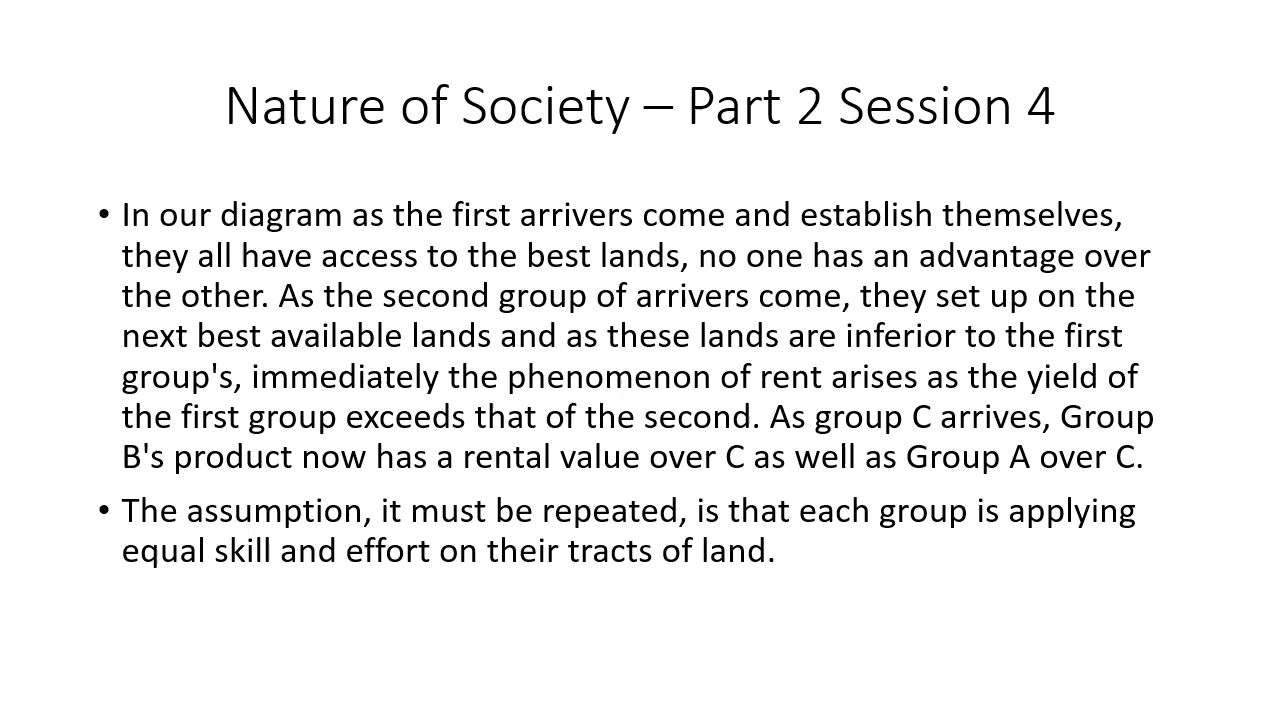 Nature of Society – Part 2 Session 4
• In our diagram as the first arrivers come and establish themselves,
they all have access to the best lands, no one has an advantage over
the other. As the second group of arrivers come, they set up on the
next best available lands and as these lands are inferior to the first
group's, immediately the phenomenon of rent arises as the yield of
the first group exceeds that of the second. As group C arrives, Group
B's product now has a rental value over C as well as Group A over C.
• The assumption, it must be repeated, is that each group is applying
equal skill and effort on their tracts of land.